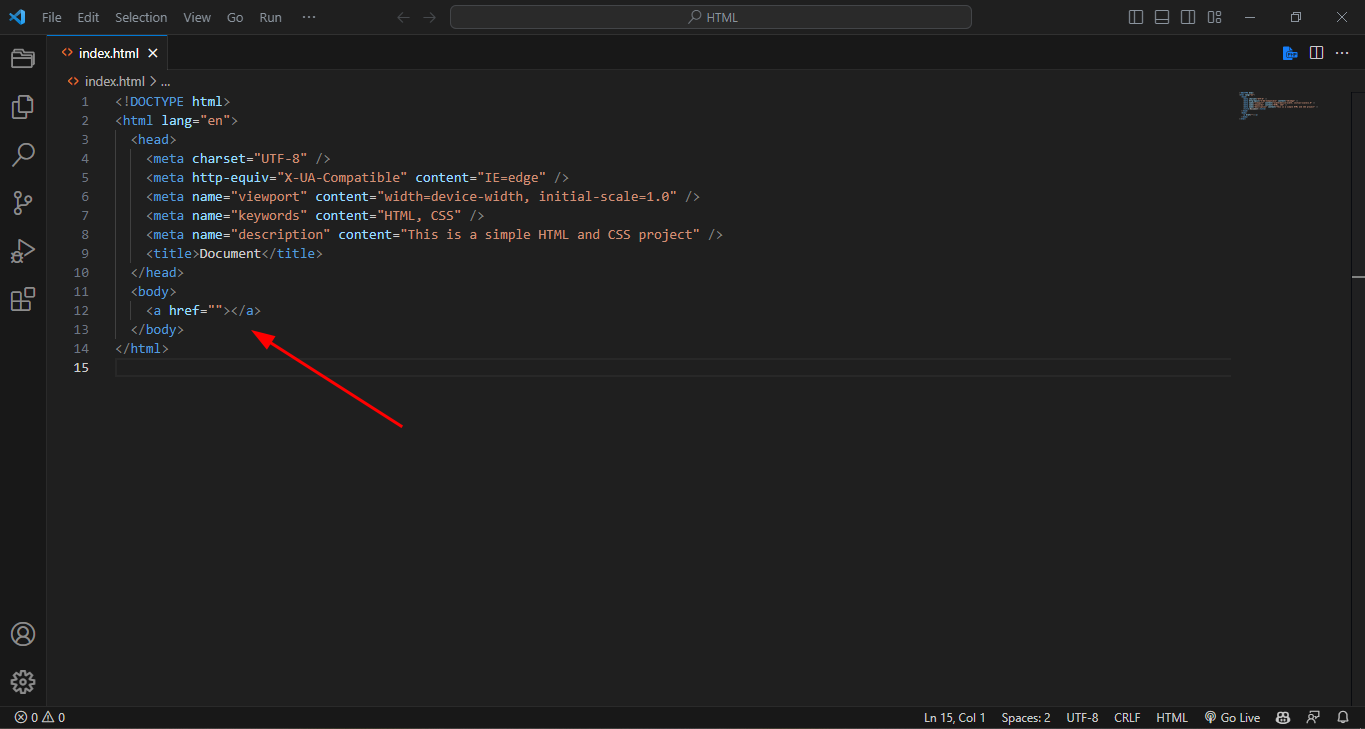 File Edit Selection View Go Run ···
HTML
index.html
index.html > ...
1 <!DOCTYPE html>
2 <html lang="en">
3 <head>
4 <meta charset="UTF-8" />
5 <meta http-equiv="X-UA-Compatible" content="IE=edge" />
6 <meta name="viewport" content="width=device-width, initial-scale=1.0" />
7 <meta name="keywords" content="HTML, CSS" />
8 <meta name="description" content="This is a simple HTML and CSS project" />
9 <title>Document</title>
10 </head>
11 <body>
12 <a href=""></a>
13 </body>
14 </html>
15
0 0 Ln 15, Col 1 Spaces: 2 UTF-8 CRLF HTML Go Live